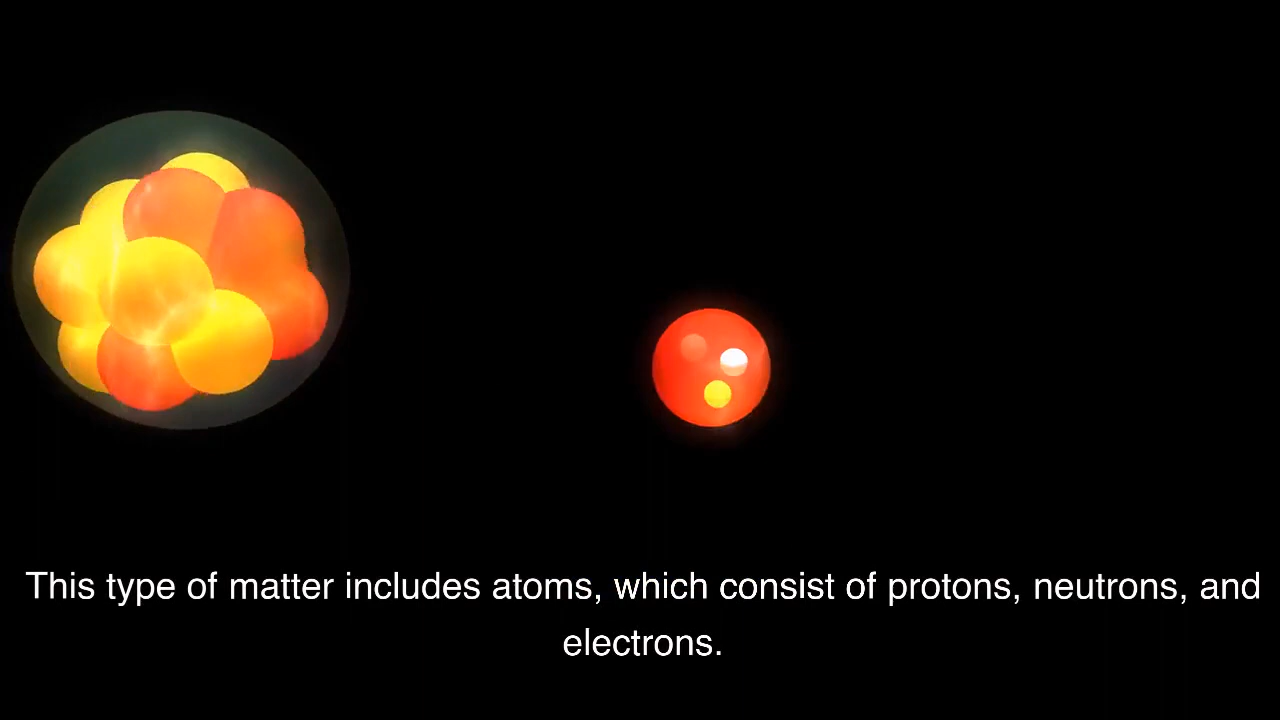 This type of matter includes atoms, which consist of protons, neutrons, and
electrons.